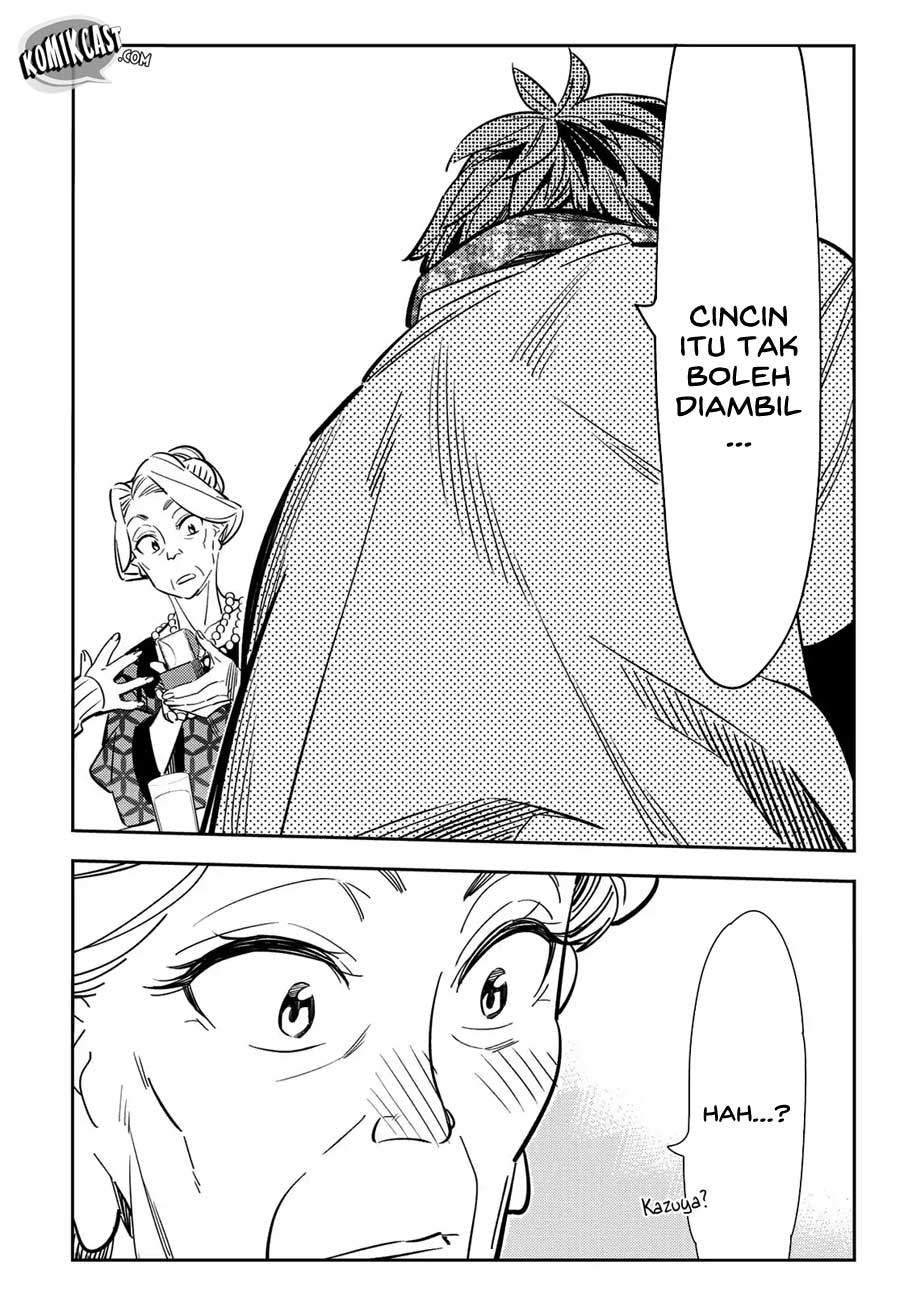 KOMIKCAST
.COM
CINCIN
ITU TAK
BOLEH
DIAMBIL
...
HAH...?
Kazuya?